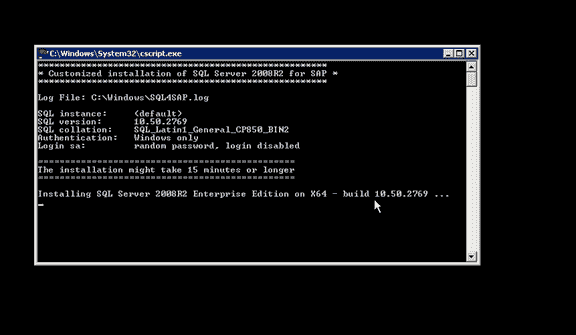 C:\Windows\System32\cscript.exe
****************************************************
* Customized installation of SQL Server 2008R2 for SAP *
****************************************************
Log File: C:\Windows\SQL4SAP.log
SQL instance: (default)
SQL version: 10.50.2769
SQL collation: SQL_Latin1_General_CP850_BIN2
Authentication: Windows only
Login sa: random password, login disabled
==================================================
The installation might take 15 minutes or longer
==================================================
Installing SQL Server 2008R2 Enterprise Edition on X64 - build 10.50.2769 ...